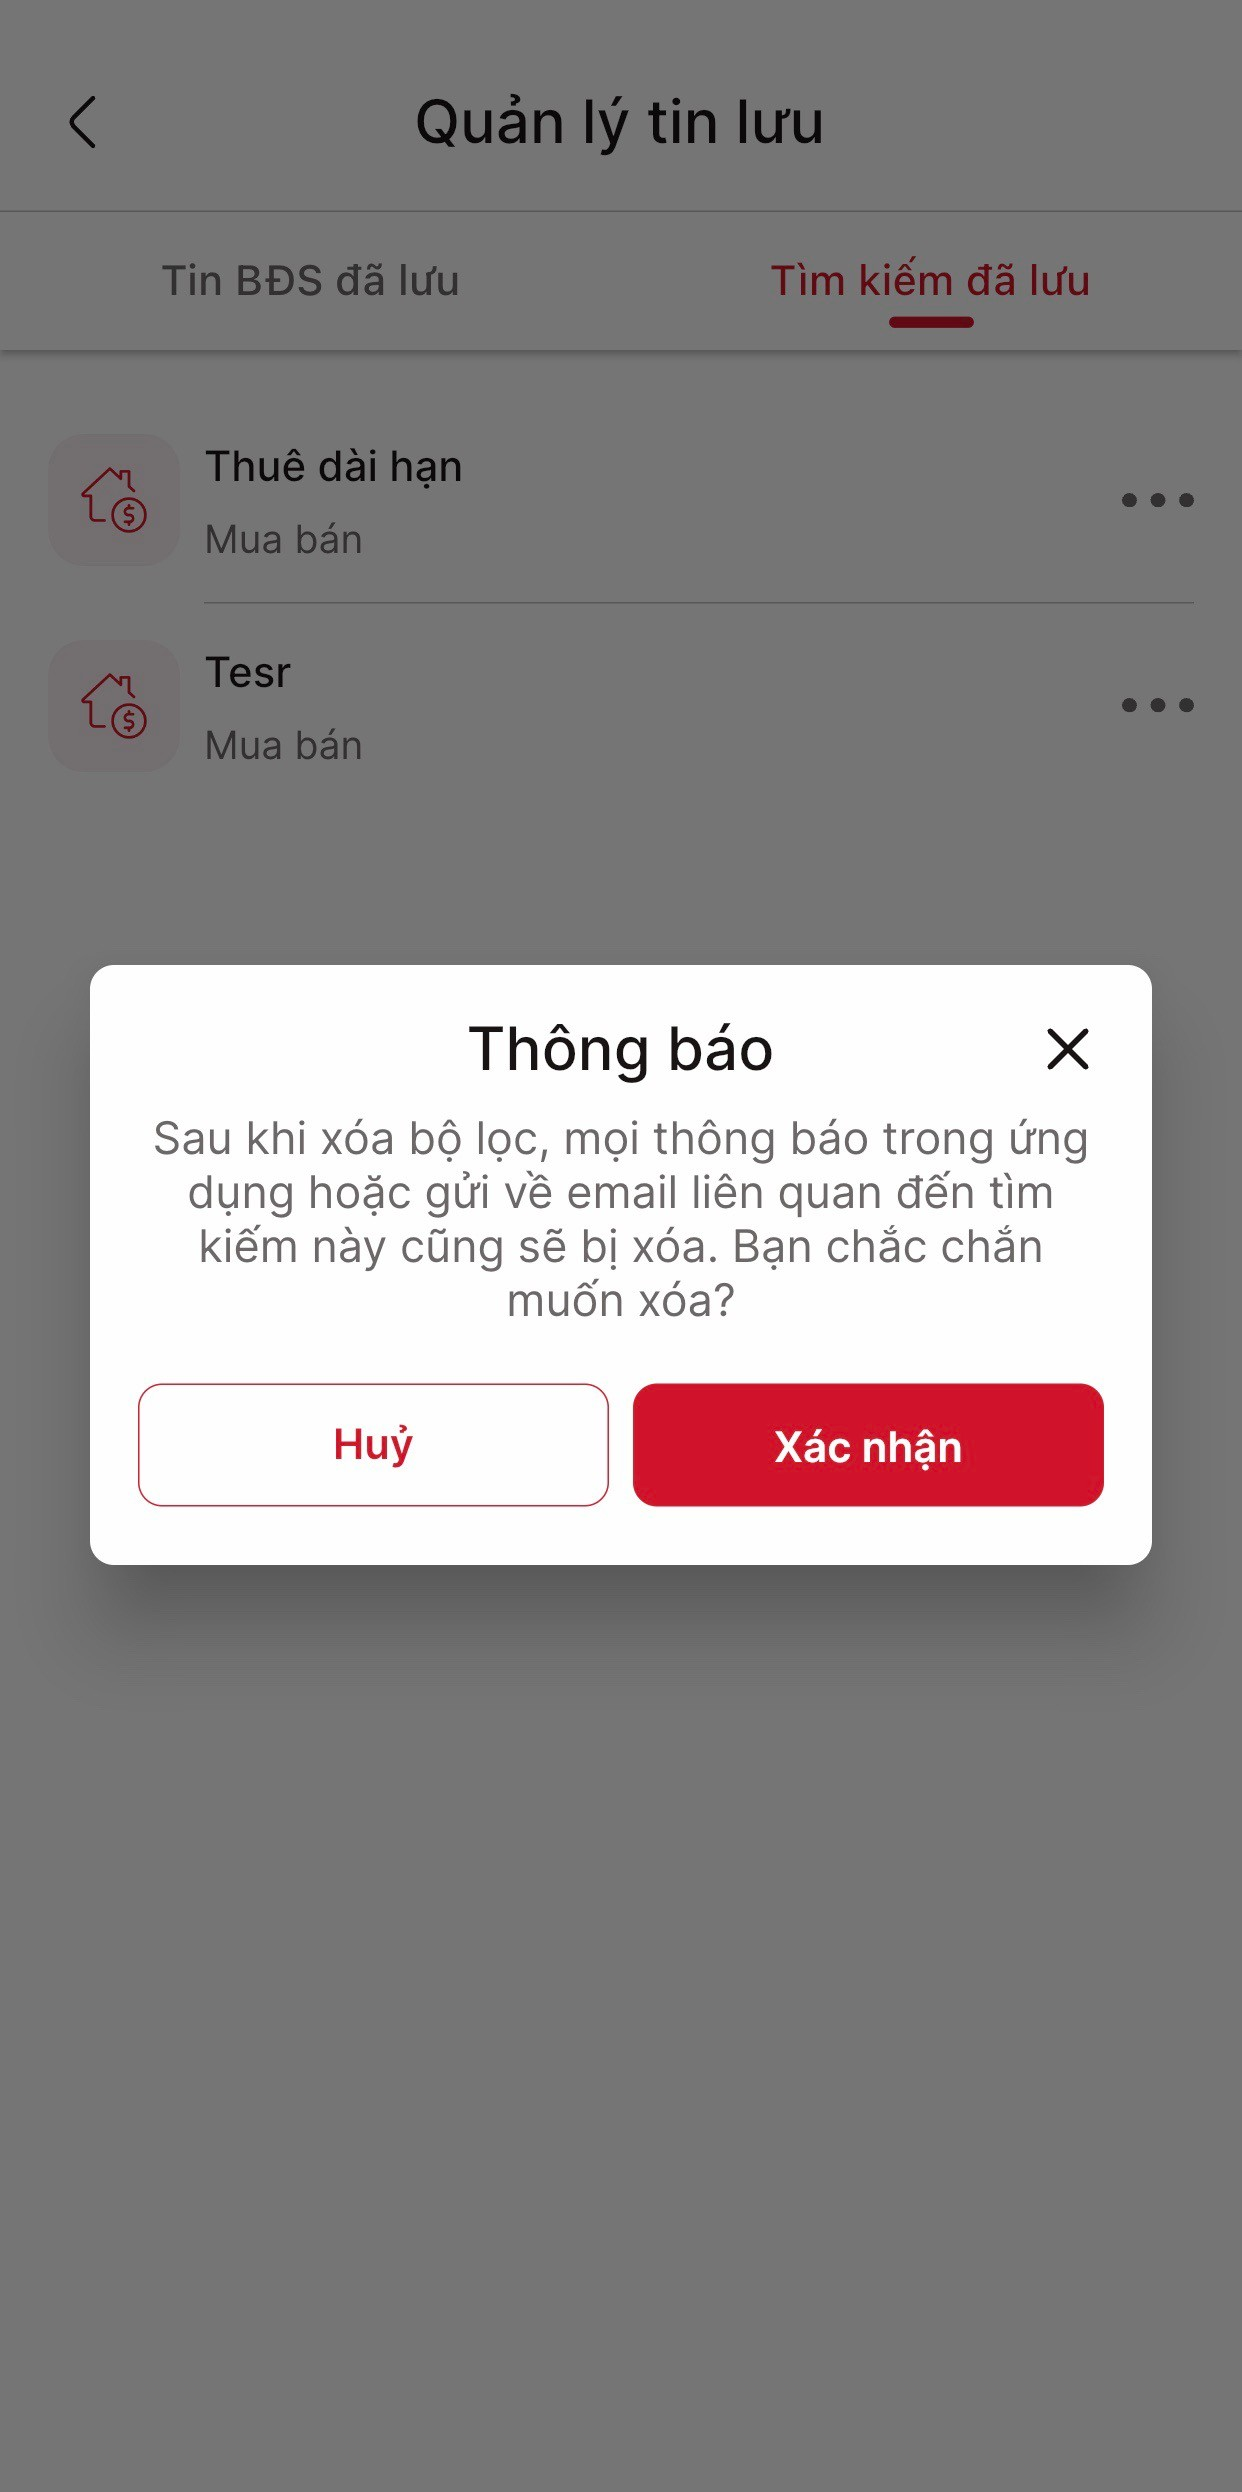 Quản lý tin lưu
Tin BĐS đã lưu
Tìm kiếm đã lưu
Thuê dài hạn
Mua bán
Tesr
Mua bán
Thông báo
Sau khi xóa bộ lọc, mọi thông báo trong ứng
dụng hoặc gửi về email liên quan đến tìm
kiếm này cũng sẽ bị xóa. Bạn chắc chắn
muốn xóa?
Huỷ
Xác nhận